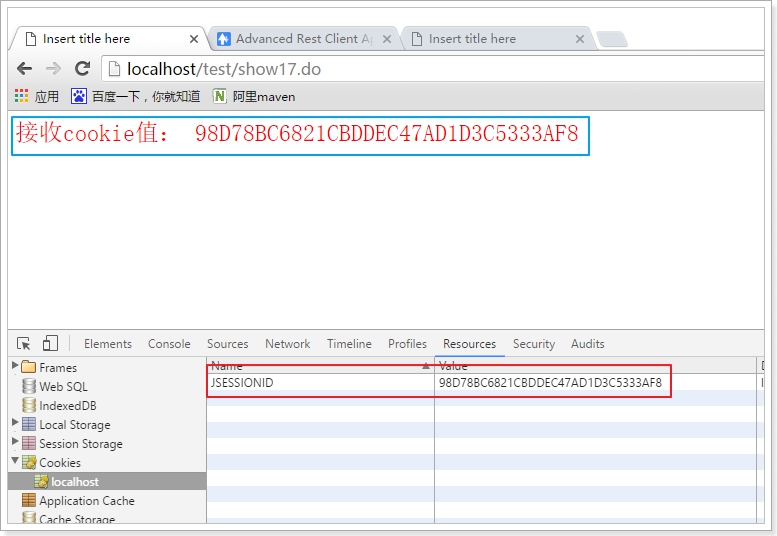 Insert title here
Advanced Rest Client Ap
Insert title here
localhost/test/show17.do
应用
百度一下，你就知道
阿里maven
接收cookie值： 98D78BC6821CBDDEC47AD1D3C5333AF8
Elements Console Sources Network Timeline Profiles Resources Security Audits
Frames
Web SQL
IndexedDB
Local Storage
Session Storage
Cookies
localhost
Application Cache
Cache Storage
Name Value
JSESSIONID 98D78BC6821CBDDEC47AD1D3C5333AF8